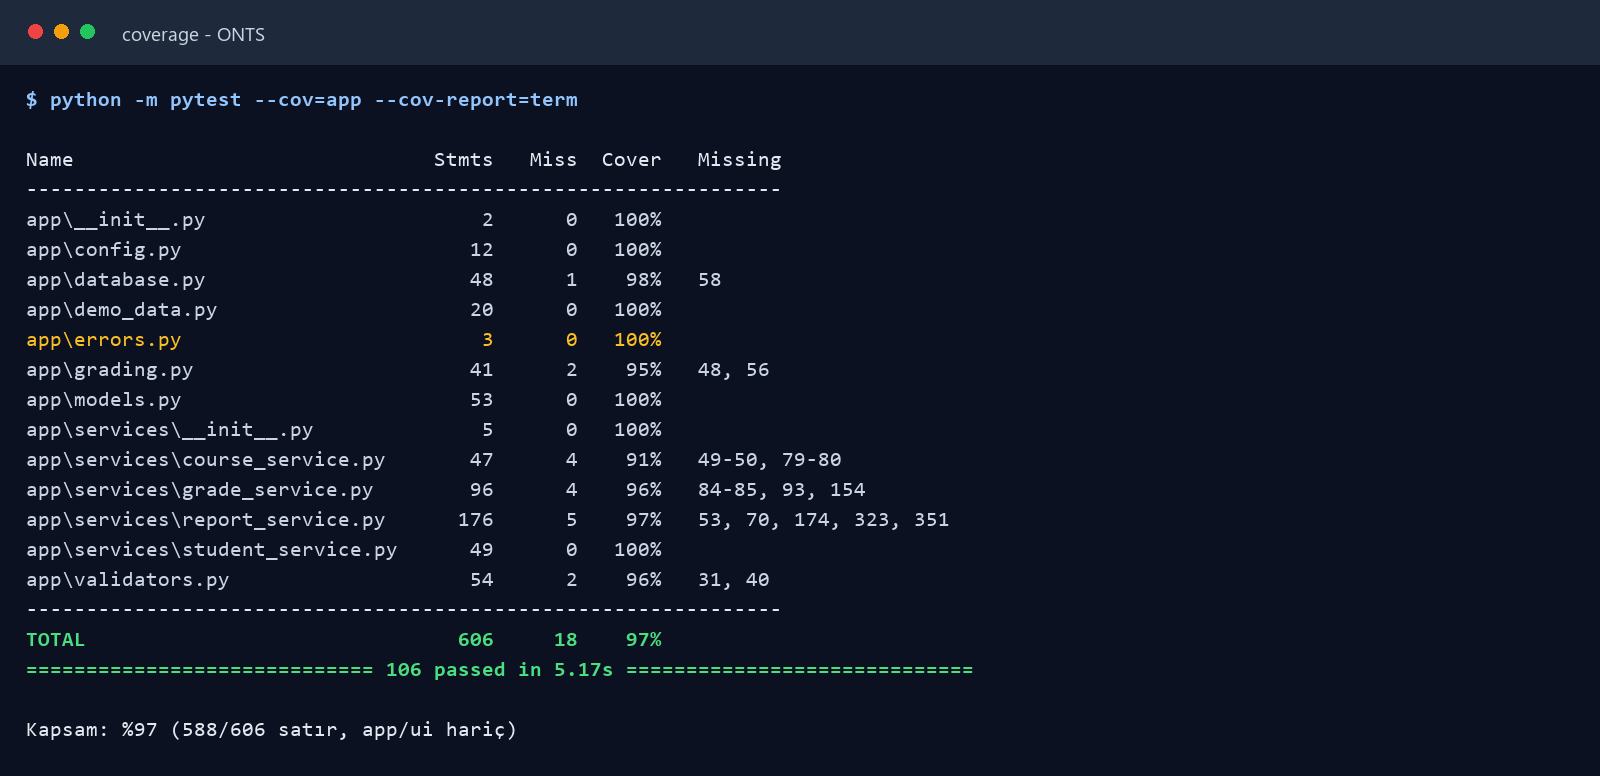 coverage - ONTS
$ python -m pytest --cov=app --cov-report=term
Name                              Stmts   Miss  Cover   Missing
---------------------------------------------------------------
app\__init__.py                       2      0   100%
app\config.py                        12      0   100%
app\database.py                      48      1    98%   58
app\demo_data.py                     20      0   100%
app\errors.py                         3      0   100%
app\grading.py                       41      2    95%   48, 56
app\models.py                        53      0   100%
app\services\__init__.py              5      0   100%
app\services\course_service.py       47      4    91%   49-50, 79-80
app\services\grade_service.py        96      4    96%   84-85, 93, 154
app\services\report_service.py      176      5    97%   53, 70, 174, 323, 351
app\services\student_service.py      49      0   100%
app\validators.py                    54      2    96%   31, 40
---------------------------------------------------------------
TOTAL                               606     18    97%
============================= 106 passed in 5.17s =============================
Kapsam: %97 (588/606 satır, app/ui hariç)